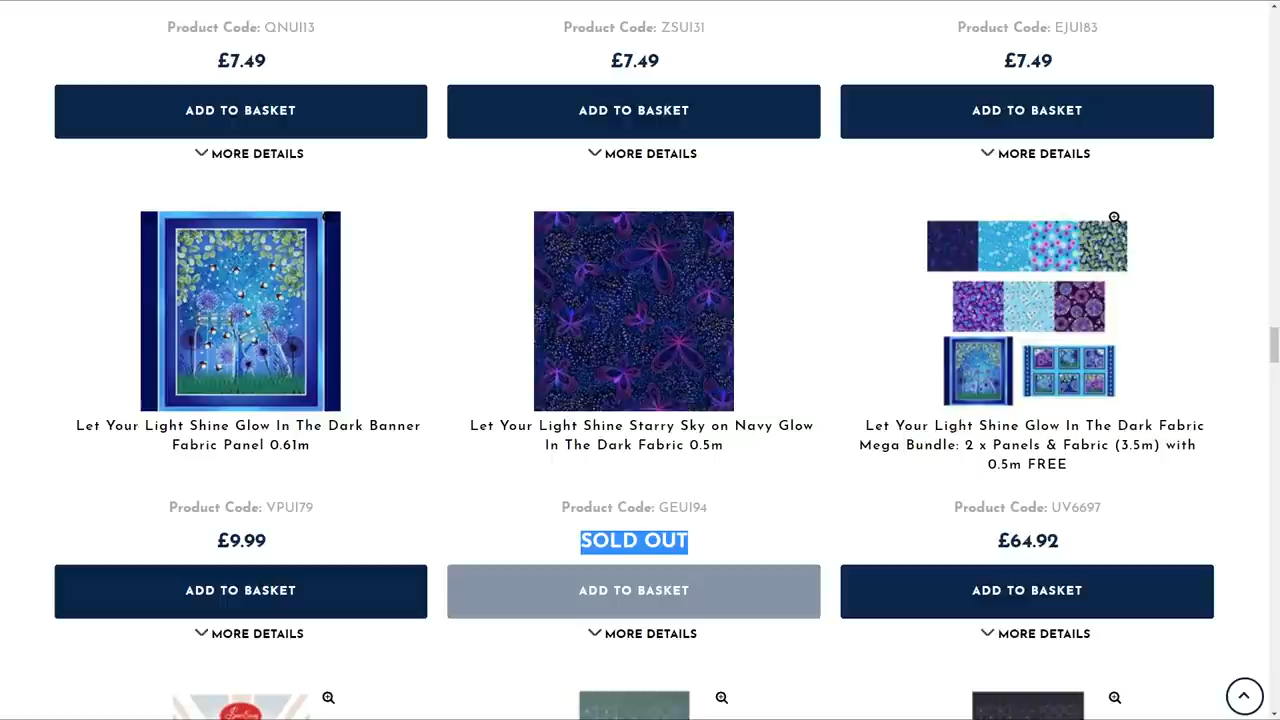 Product Code: QNU113
Product Code: ZSU131
Product Code: EJU183
£7.49
£7.49
£7.49
ADD TO BASKET
ADD TO BASKET
ADD TO BASKET
MORE DETAILS
MORE DETAILS
MORE DETAILS
Let Your Light Shine Glow In The Dark Banner
Fabric Panel 0.61m
Let Your Light Shine Starry Sky on Navy Glow
In The Dark Fabric 0.5m
Let Your Light Shine Glow In The Dark Fabric
Mega Bundle: 2 x Panels & Fabric (3.5m) with
0.5m FREE
Product Code: VPU179
Product Code: GEU194
Product Code: UV6697
£9.99
SOLD OUT
£64.92
ADD TO BASKET
ADD TO BASKET
ADD TO BASKET
MORE DETAILS
MORE DETAILS
MORE DETAILS